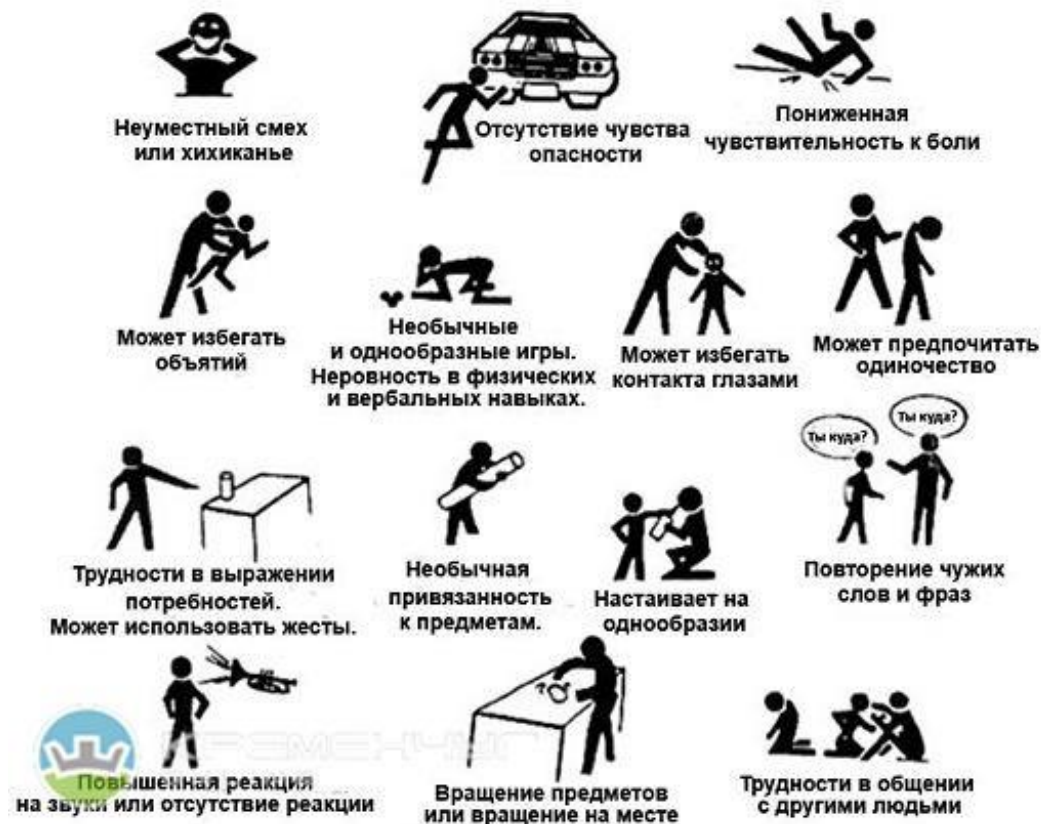 Неуместный смех
или хихиканье
Отсутствие чувства
опасности
Пониженная
чувствительность к боли
Может избегать
объятий
Необычные
и однообразные игры.
Неровность в физических
и вербальных навыках.
Может избегать
контакта глазами
Может предпочитать
одиночество
Трудности в выражении
потребностей.
Может использовать жесты.
Необычная
привязанность
к предметам.
Настаивает на
однообразии
Ты куда?
Ты куда?
Повторение чужих
слов и фраз
КРЕМЕНЧУГ
Повышенная реакция
на звуки или отсутствие реакции
Вращение предметов
или вращение на месте
Трудности в общении
с другими людьми